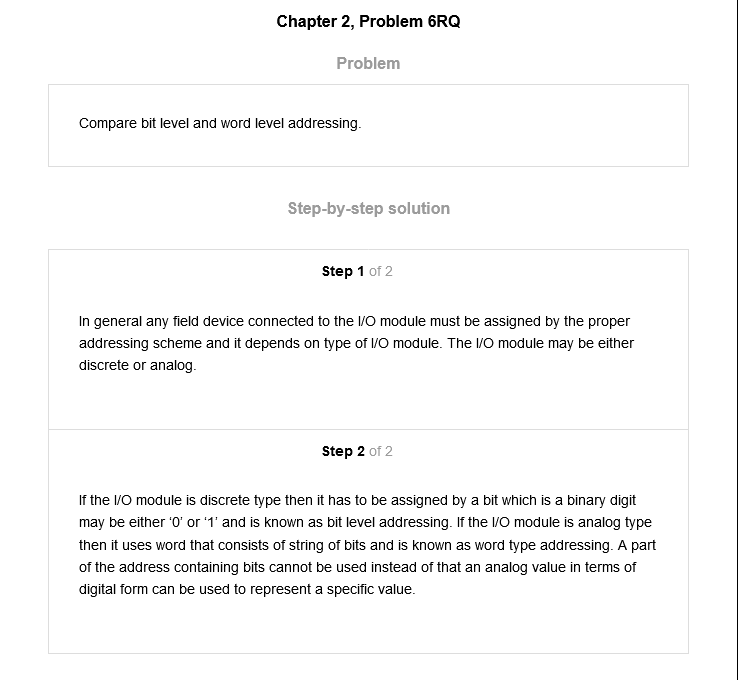 Chapter 2, Problem 6RQ
Problem
Compare bit level and word level addressing.
Step-by-step solution
Step 1 of 2
In general any field device connected to the I/O module must be assigned by the proper
addressing scheme and it depends on type of I/O module. The I/O module may be either
discrete or analog.
Step 2 of 2
If the I/O module is discrete type then it has to be assigned by a bit which is a binary digit
may be either ‘0’ or ‘1’ and is known as bit level addressing. If the I/O module is analog type
then it uses word that consists of string of bits and is known as word type addressing. A part
of the address containing bits cannot be used instead of that an analog value in terms of
digital form can be used to represent a specific value.